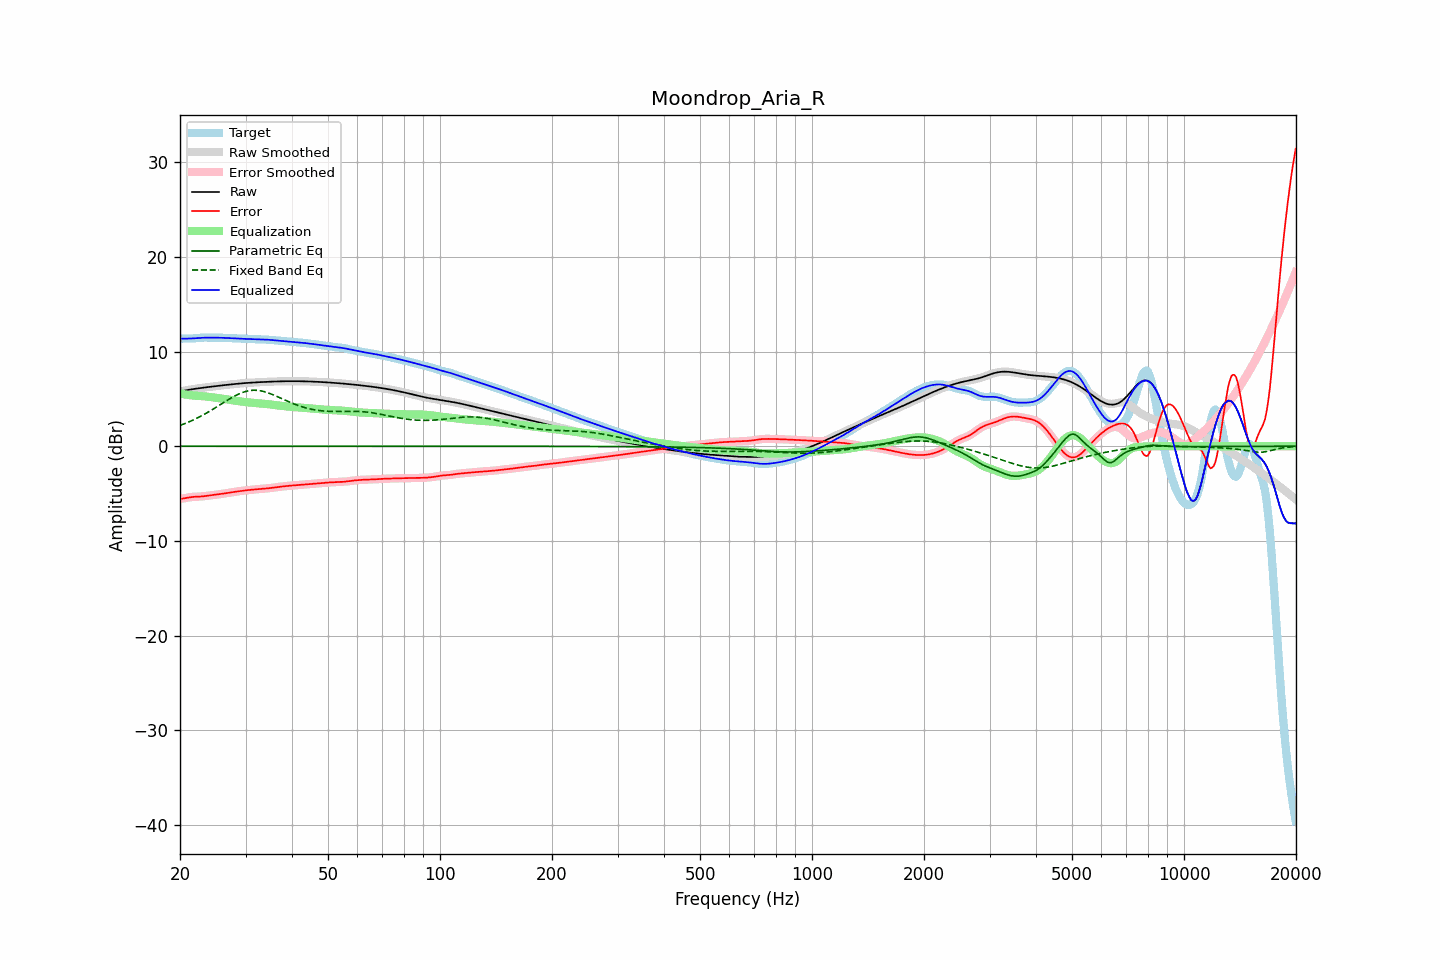 Moondrop_Aria_R
Target
Raw Smoothed
Error Smoothed
Raw
Error
Equalization
Parametric Eq
Fixed Band Eq
Equalized
30
20
10
0
−10
−20
−30
−40
Amplitude (dBr)
20 50 100 200 500 1000 2000 5000 10000 20000
Frequency (Hz)